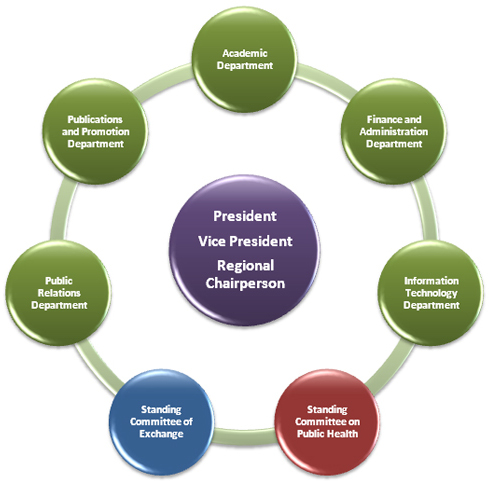 Academic
Department
Publications
and Promotion
Department
Finance and
Administration
Department
President
Vice President
Regional
Chairperson
Public
Relations
Department
Information
Technology
Department
Standing
Committee of
Exchange
Standing
Committee on
Public Health